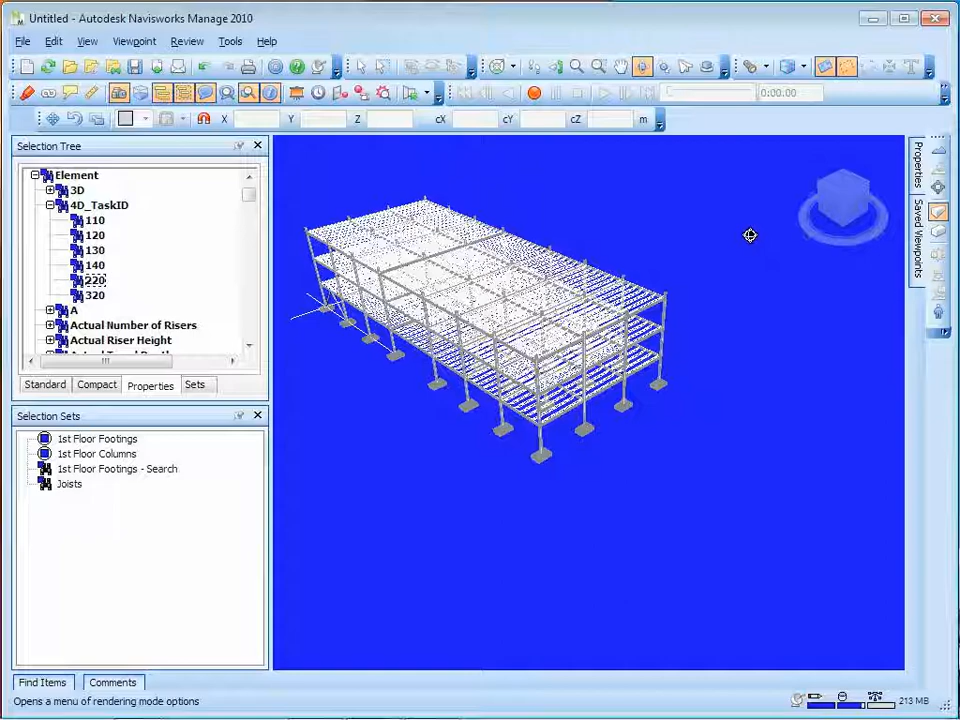 Untitled - Autodesk Navisworks Manage 2010
File Edit View Viewpoint Review Tools Help
0:00.00
X Y Z cX cY cZ m
Selection Tree
Element
3D
4D_TaskID
110
120
130
140
220
320
A
Actual Number of Risers
Actual Riser Height
Standard Compact Properties Sets
Selection Sets
1st Floor Footings
1st Floor Columns
1st Floor Footings - Search
Joists
Properties
Saved Viewpoints
Find Items Comments
Opens a menu of rendering mode options
213 MB